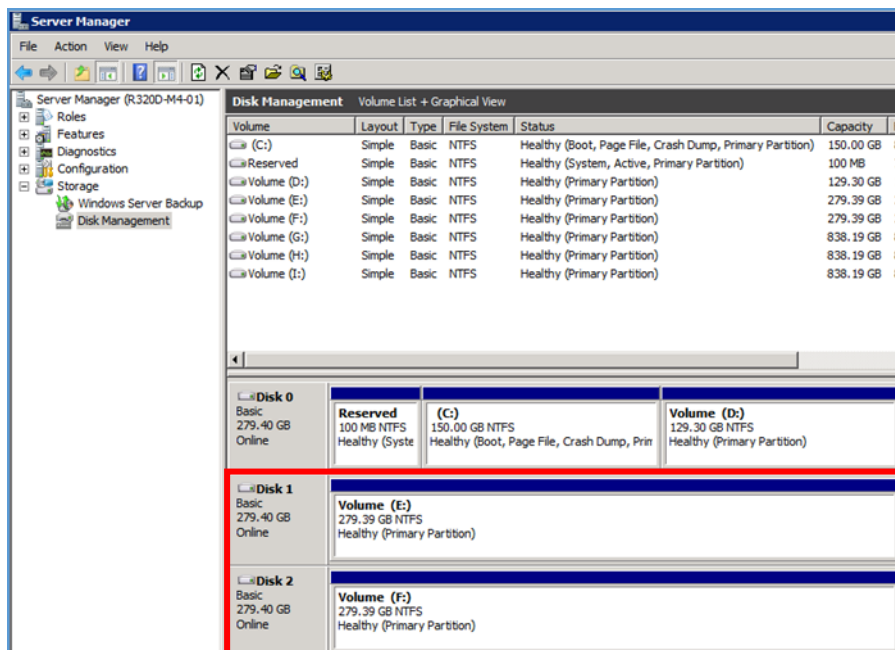 Server Manager
File Action View Help
Server Manager (R320D-M4-01)
Roles
Features
Diagnostics
Configuration
Storage
Windows Server Backup
Disk Management
Disk Management Volume List + Graphical View
Volume Layout Type File System Status Capacity
(C:) Simple Basic NTFS Healthy (Boot, Page File, Crash Dump, Primary Partition) 150.00 GB
Reserved Simple Basic NTFS Healthy (System, Active, Primary Partition) 100 MB
Volume (D:) Simple Basic NTFS Healthy (Primary Partition) 129.30 GB
Volume (E:) Simple Basic NTFS Healthy (Primary Partition) 279.39 GB
Volume (F:) Simple Basic NTFS Healthy (Primary Partition) 279.39 GB
Volume (G:) Simple Basic NTFS Healthy (Primary Partition) 838.19 GB
Volume (H:) Simple Basic NTFS Healthy (Primary Partition) 838.19 GB
Volume (I:) Simple Basic NTFS Healthy (Primary Partition) 838.19 GB
Disk 0
Basic
279.40 GB
Online
Reserved
100 MB NTFS
Healthy (Syste
(C:)
150.00 GB NTFS
Healthy (Boot, Page File, Crash Dump, Prin
Volume (D:)
129.30 GB NTFS
Healthy (Primary Partition)
Disk 1
Basic
279.40 GB
Online
Volume (E:)
279.39 GB NTFS
Healthy (Primary Partition)
Disk 2
Basic
279.40 GB
Online
Volume (F:)
279.39 GB NTFS
Healthy (Primary Partition)